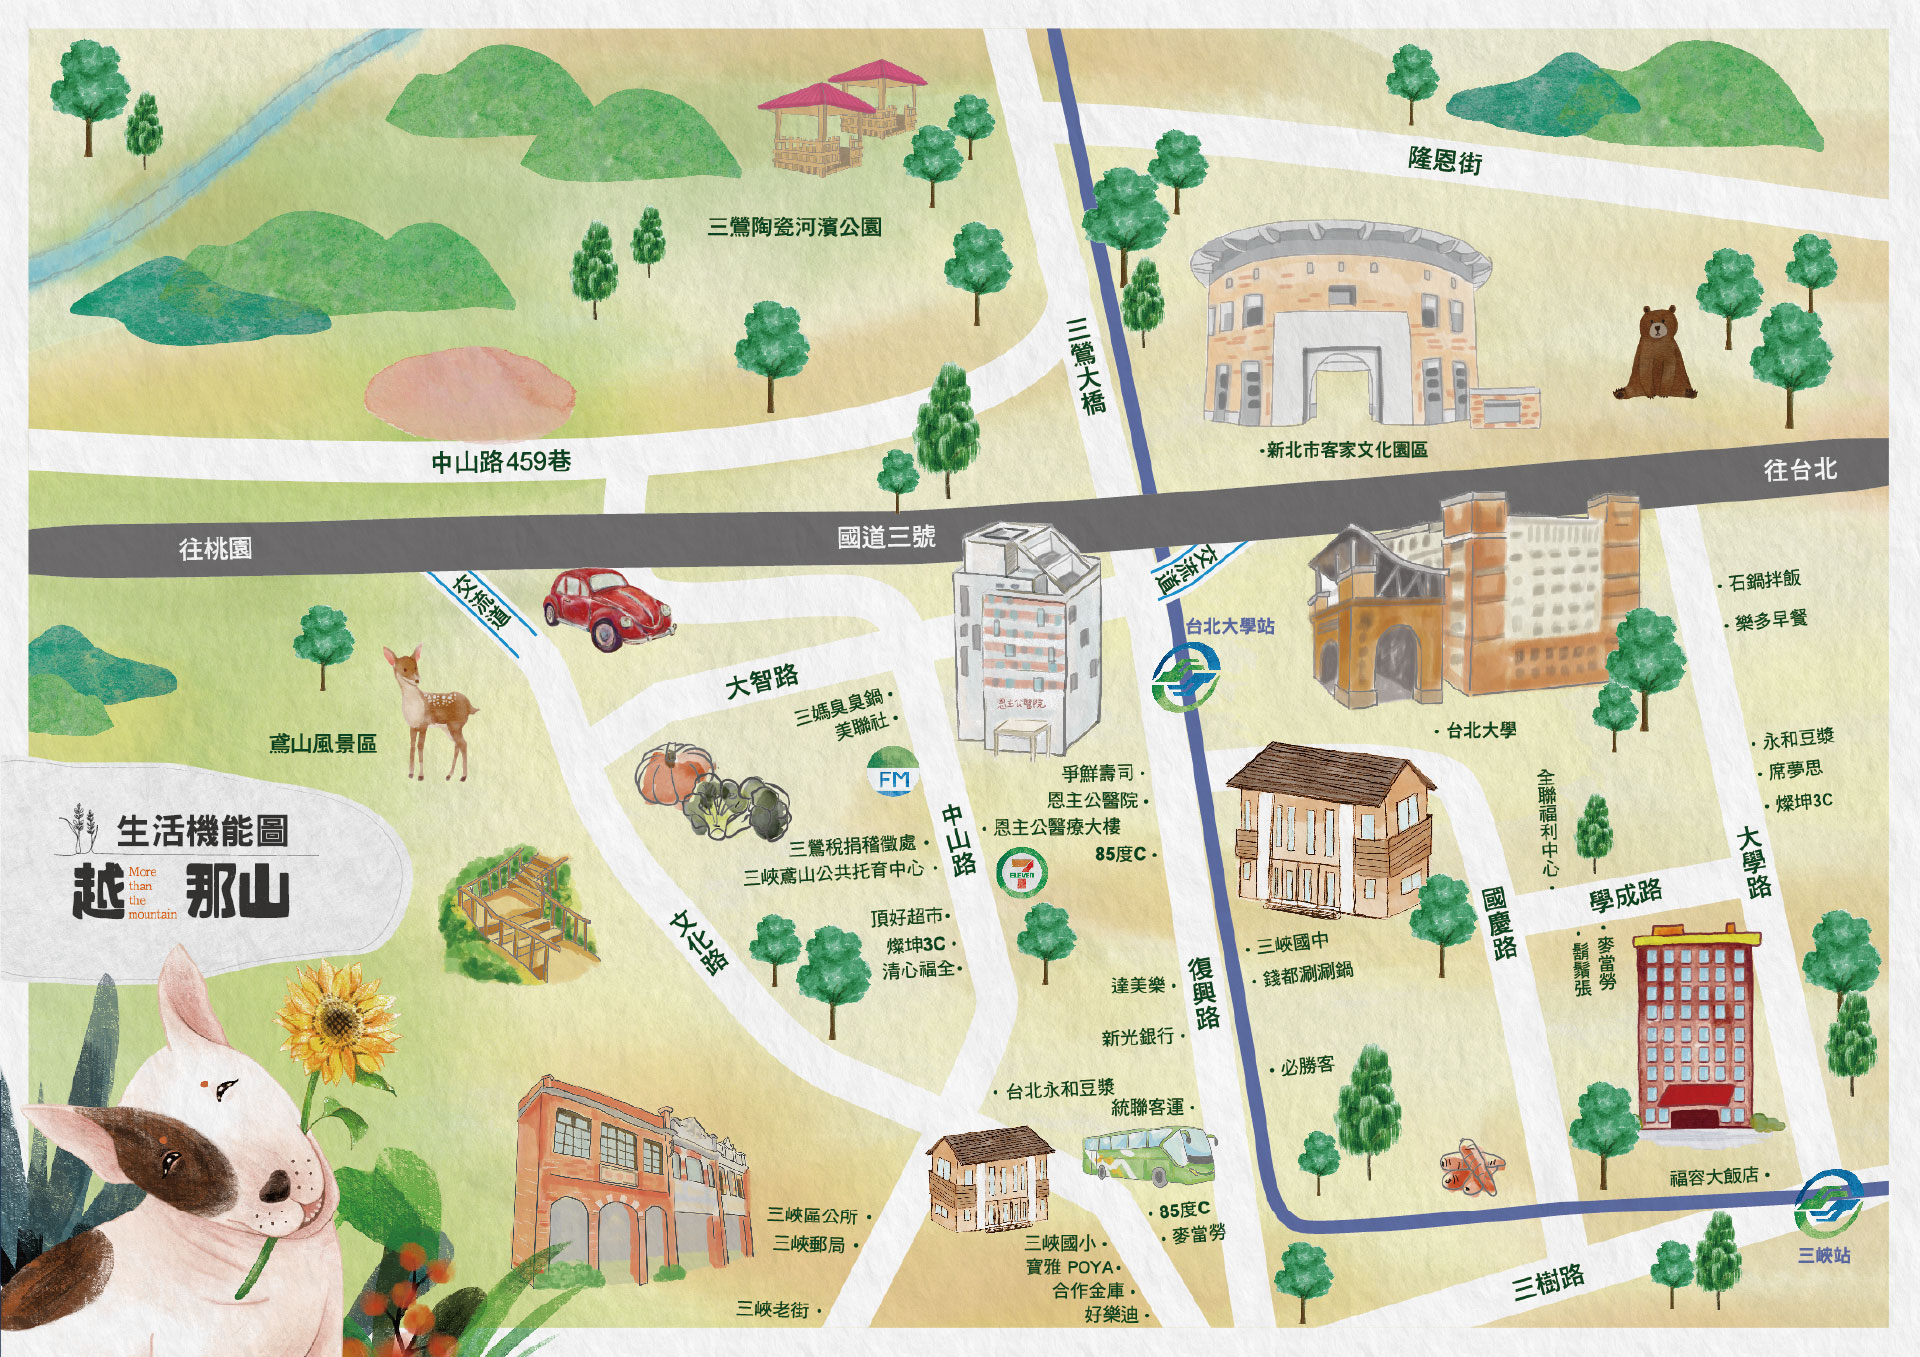 隆恩街
三鶯陶瓷河濱公園
三鶯大橋
中山路459巷
·新北市客家文化園區
往台北
國道三號
往桃園
交流道
交流道
台北大學站
·石鍋拌飯
·樂多早餐
大智路
三媽臭臭鍋·
美聯社·
恩主公醫院
·台北大學
鳶山風景區
FM
爭鮮壽司·
恩主公醫院·
·恩主公醫療大樓
85度C·
7
ELEVEN
中山路
三鶯稅捐稽徵處·
三峽鳶山公共托育中心·
全聯福利中心·
·永和豆漿
·席夢思
·燦坤3C
大學路
生活機能圖
越那山
More
than
the
mountain
文化路
頂好超市·
燦坤3C·
清心福全·
學成路
國慶路
·麥當勞
·鬍鬚張
·三峽國中
·錢都涮涮鍋
達美樂·
復興路
新光銀行·
·必勝客
·台北永和豆漿
統聯客運·
福容大飯店·
三峽站
三峽區公所·
三峽郵局·
三峽老街·
·85度C
·麥當勞
三峽國小·
寶雅 POYA·
合作金庫·
好樂迪·
三樹路